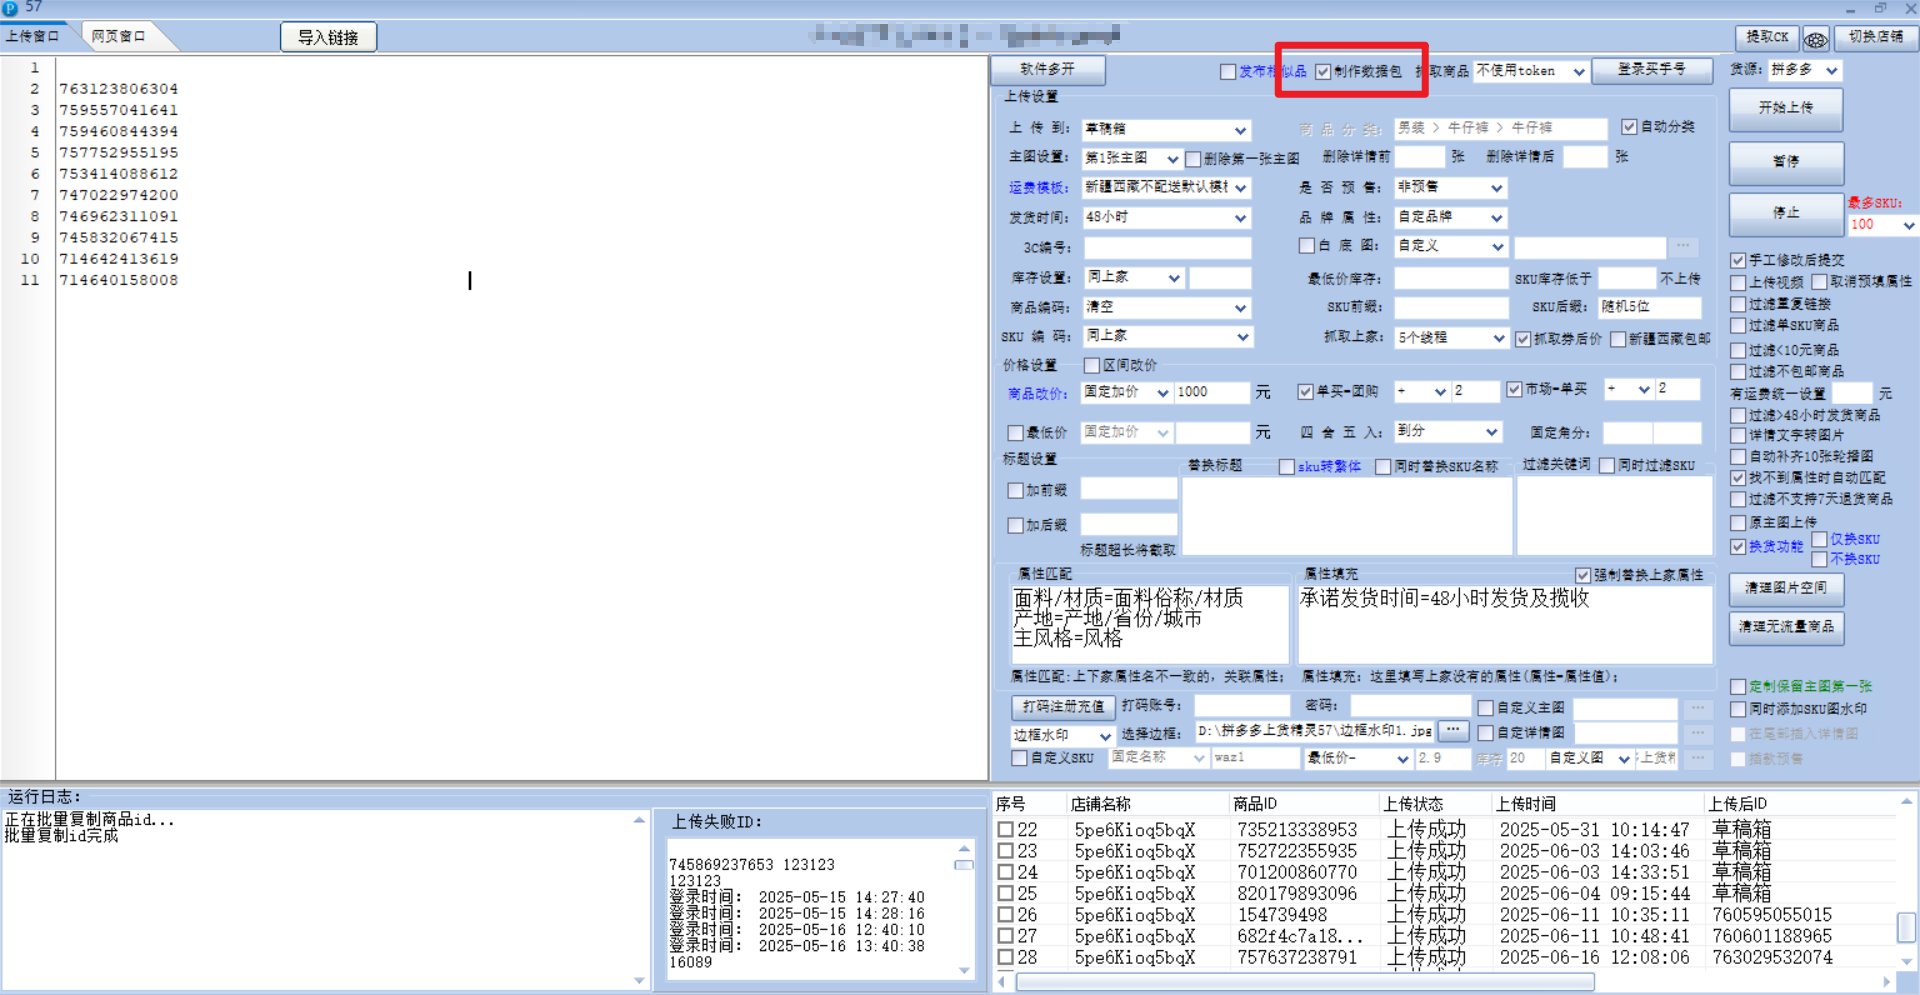 57
上传窗口 网页窗口 导入链接 提取CK 切换店铺
1
2 763123806304
3 759557041641
4 759460844394
5 757752955195
6 753414088612
7 747022974200
8 746962311091
9 745832067415
10 714642413619
11 714640158008
软件多开 发布相似品 制作数据包 抓取商品 不使用token 登录买手号 货源: 拼多多
上传设置
上 传 到: 草稿箱 商 品 分 类: 男装 > 牛仔裤 > 牛仔裤 自动分类
主图设置: 第1张主图 删除第一张主图 删除详情前 张 删除详情后 张
运费模板: 新疆西藏不配送默认模板 是 否 预 售: 非预售
发货时间: 48小时 品 牌 属 性: 自定品牌
3C编号: 白 底 图: 自定义 ...
库存设置: 同上家 最低价库存: SKU库存低于 不上传
商品编码: 清空 SKU前缀: SKU后缀: 随机5位
SKU 编 码: 同上家 抓取上家: 5个线程 抓取券后价 新疆西藏包邮
价格设置 区间改价
商品改价: 固定加价 1000 元 单买-团购 + 2 市场-单买 + 2
最低价 固定加价 元 四 舍 五 入: 到分 固定角分:
标题设置 替换标题 sku转繁体 同时替换SKU名称 过滤关键词 同时过滤SKU
加前缀
加后缀
标题超长将截取
属性匹配 属性填充 强制替换上家属性
面料/材质=面料俗称/材质
产地=产地/省份/城市
主风格=风格
承诺发货时间=48小时发货及揽收
属性匹配:上下家属性名不一致的，关联属性; 属性填充: 这里填写上家没有的属性(属性=属性值);
打码注册充值 打码账号: 密码: 自定义主图 ...
边框水印 选择边框: D:\拼多多上货精灵57\边框水印1.jpg ... 自定详情图 ...
自定义SKU 固定名称 waz1 最低价- 2.9 库存 20 自定义图 上货精 ...
开始上传
暂停
停止
最多SKU:
100
手工修改后提交
上传视频 取消预填属性
过滤重复链接
过滤单SKU商品
过滤<10元商品
过滤不包邮商品
有运费统一设置 元
过滤>48小时发货商品
详情文字转图片
自动补齐10张轮播图
找不到属性时自动匹配
过滤不支持7天退货商品
原主图上传
换货功能 仅换SKU
不换SKU
清理图片空间
清理无流量商品
定制保留主图第一张
同时添加SKU图水印
在尾部插入详情图
插款预售
运行日志:
正在批量复制商品id...
批量复制id完成
上传失败ID:
745869237653 123123
123123
登录时间: 2025-05-15 14:27:40
登录时间: 2025-05-15 14:28:16
登录时间: 2025-05-16 12:40:10
登录时间: 2025-05-16 13:40:38
16089
序号 店铺名称 商品ID 上传状态 上传时间 上传后ID
22 5pe6Kioq5bqX 735213338953 上传成功 2025-05-31 10:14:47 草稿箱
23 5pe6Kioq5bqX 752722355935 上传成功 2025-06-03 14:03:46 草稿箱
24 5pe6Kioq5bqX 701200860770 上传成功 2025-06-03 14:33:51 草稿箱
25 5pe6Kioq5bqX 820179893096 上传成功 2025-06-04 09:15:44 草稿箱
26 5pe6Kioq5bqX 154739498 上传成功 2025-06-11 10:35:11 760595055015
27 5pe6Kioq5bqX 682f4c7a18... 上传成功 2025-06-11 10:48:41 760601188965
28 5pe6Kioq5bqX 757637238791 上传成功 2025-06-16 12:08:06 763029532074